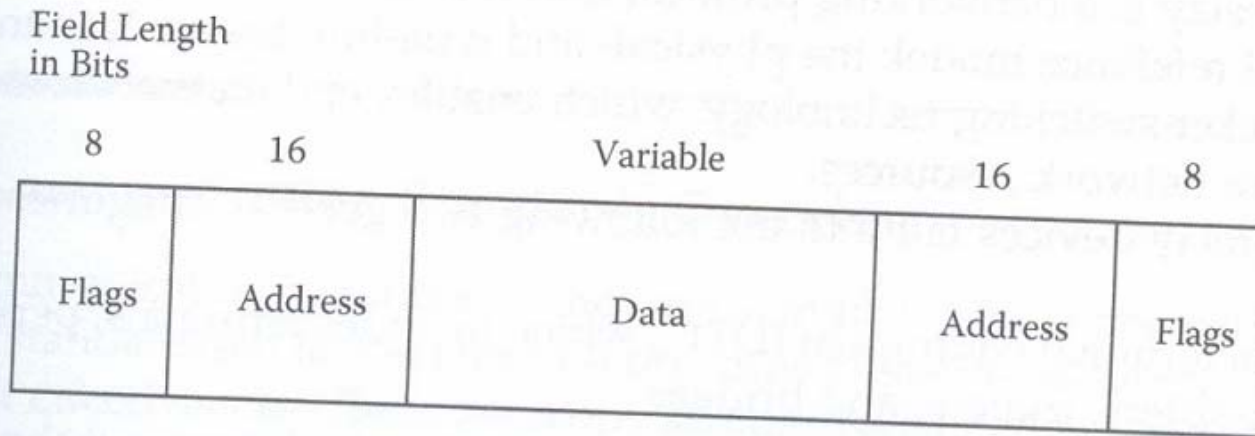 Field Length
in Bits
8 16 Variable 16 8
Flags Address Data Address Flags